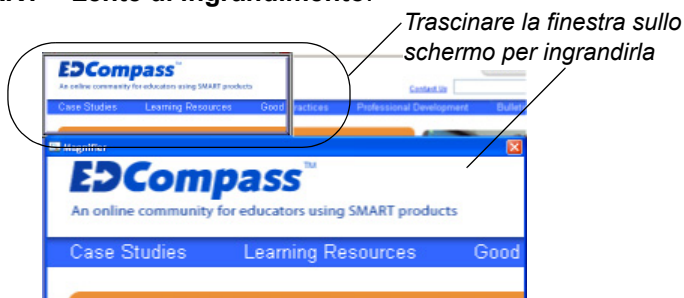 Lente di ingrandimento.
Trascinare la finestra sullo
schermo per ingrandirla
EDCompass™
An online community for educators using SMART products
Contact Us
Case Studies Learning Resources Good Practices Professional Development
Magnifier
EDCompass™
An online community for educators using SMART products
Case Studies Learning Resources Good